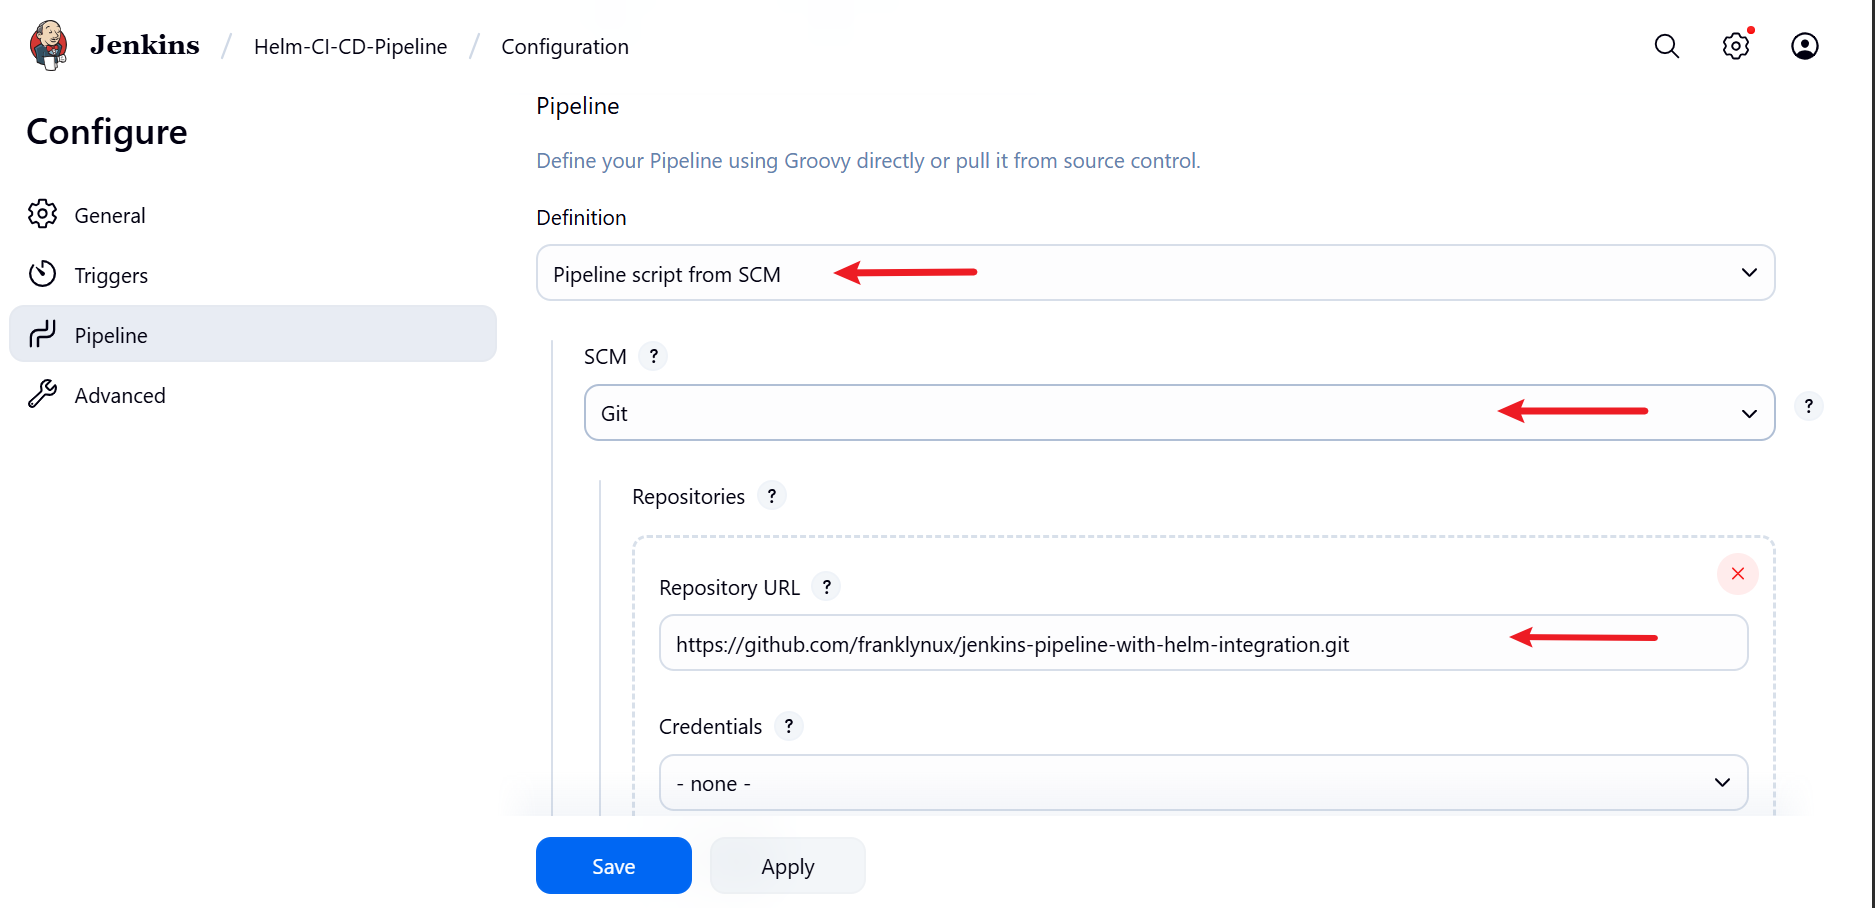 Jenkins / Helm-CI-CD-Pipeline / Configuration
Configure
General
Triggers
Pipeline
Advanced
Pipeline
Define your Pipeline using Groovy directly or pull it from source control.
Definition
Pipeline script from SCM
SCM ?
Git
?
Repositories ?
Repository URL ?
https://github.com/franklynux/jenkins-pipeline-with-helm-integration.git
Credentials ?
- none -
Save
Apply